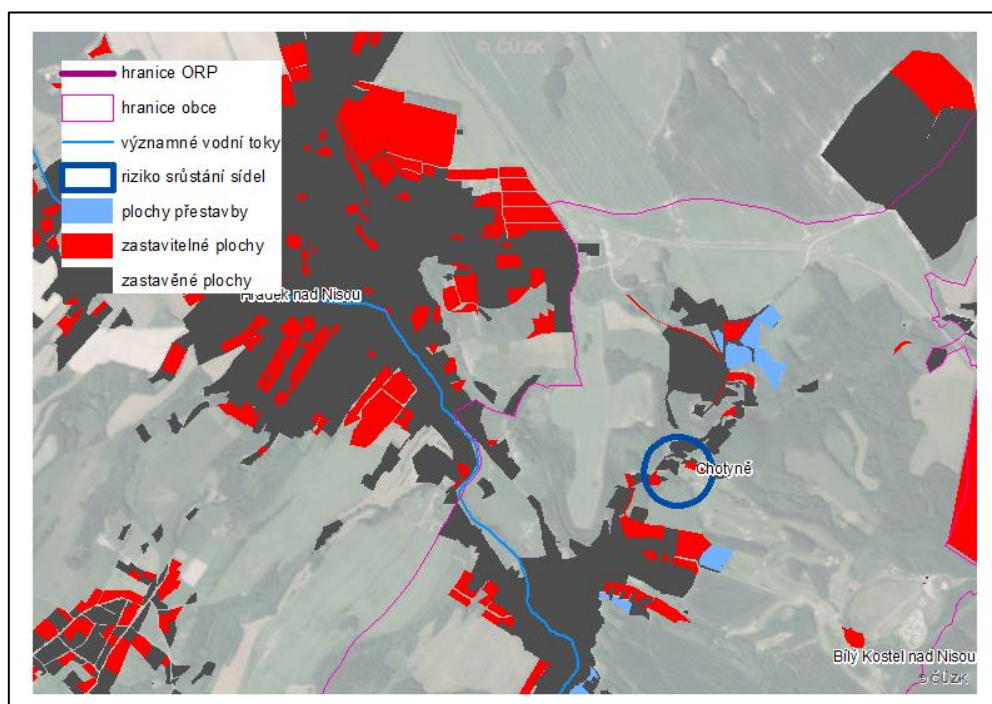 © ČÚZK
hranice ORP
hranice obce
významné vodní toky
riziko srůstání sídel
plochy přestavby
zastavitelné plochy
zastavěné plochy
Hrádek nad Nisou
Chotyně
Bílý Kostel nad Nisou
© ČÚZK